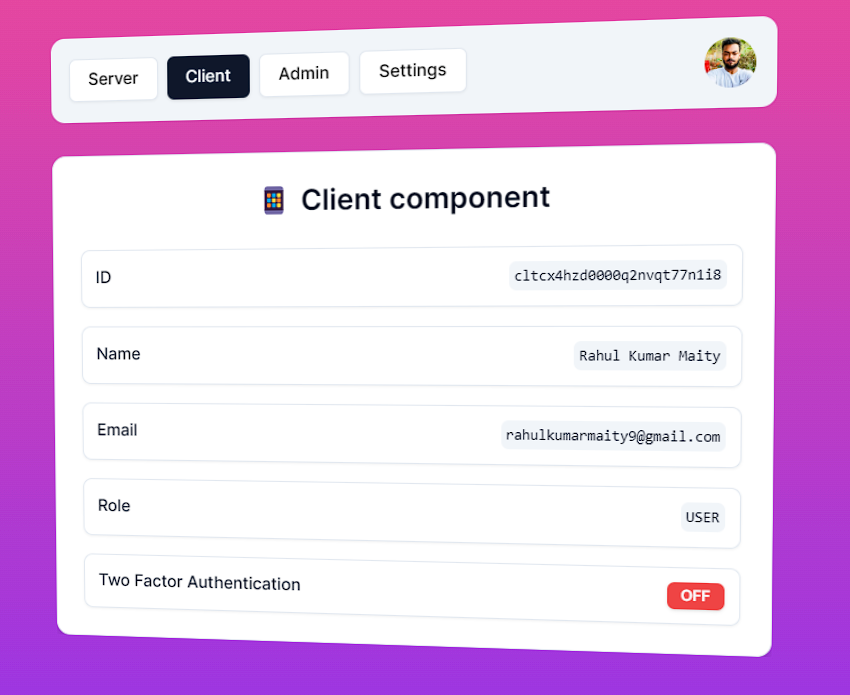 Server
Client
Admin
Settings
Client component
ID
cltcx4hzd0000q2nvqt77n1i8
Name
Rahul Kumar Maity
Email
rahulkumarmaity9@gmail.com
Role
USER
Two Factor Authentication
OFF